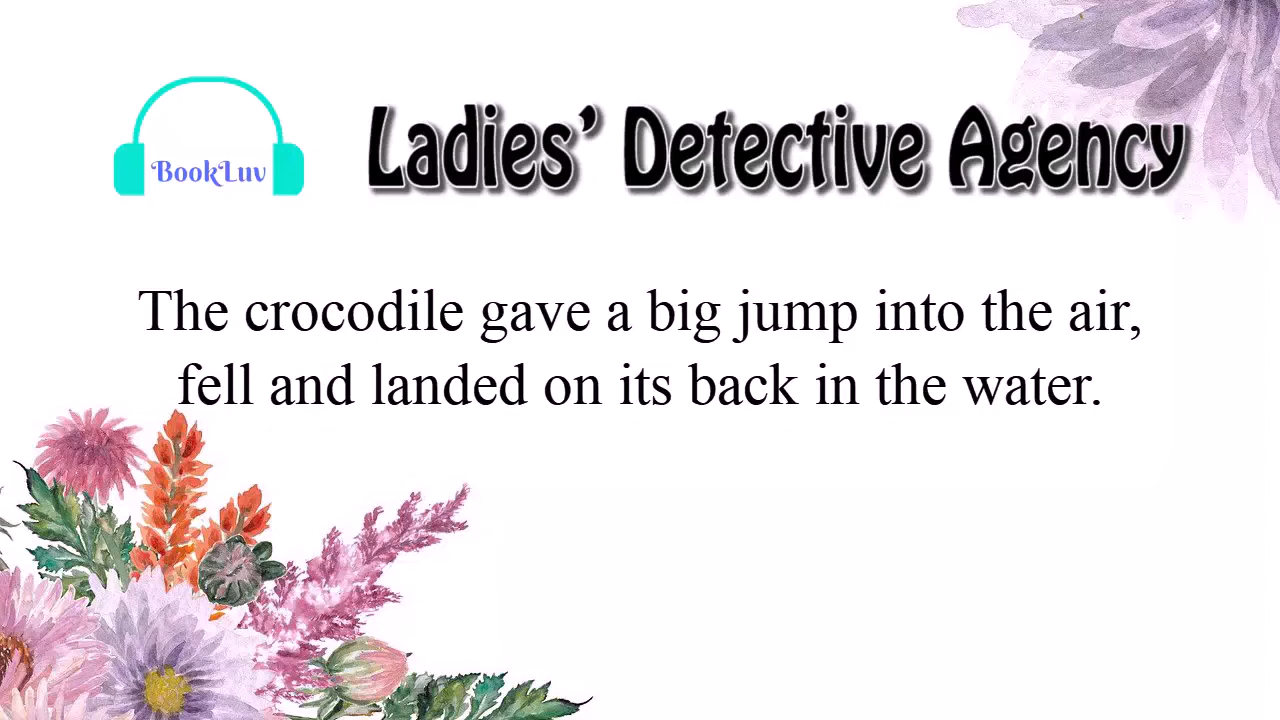 BookLuv
Ladies’ Detective Agency
The crocodile gave a big jump into the air,
fell and landed on its back in the water.